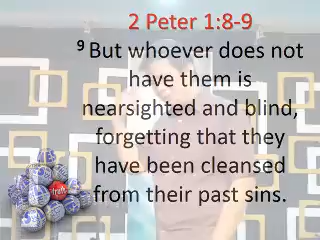 2 Peter 1:8-9
9 But whoever does not
have them is
nearsighted and blind,
forgetting that they
have been cleansed
from their past sins.